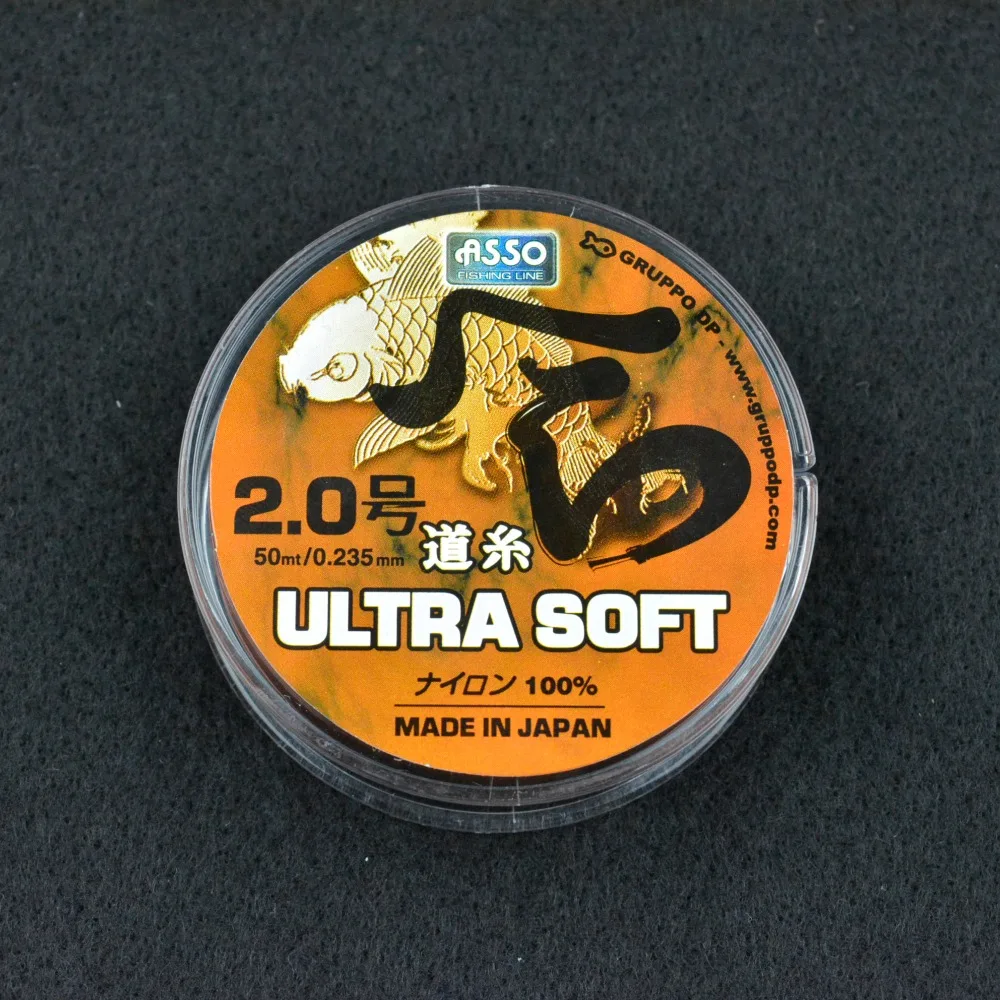 ASSO
FISHING LINE
GRUPPO DP - www.gruppodp.com
2.0号
50mt/0.235mm
道糸
ULTRA SOFT
ナイロン 100%
MADE IN JAPAN